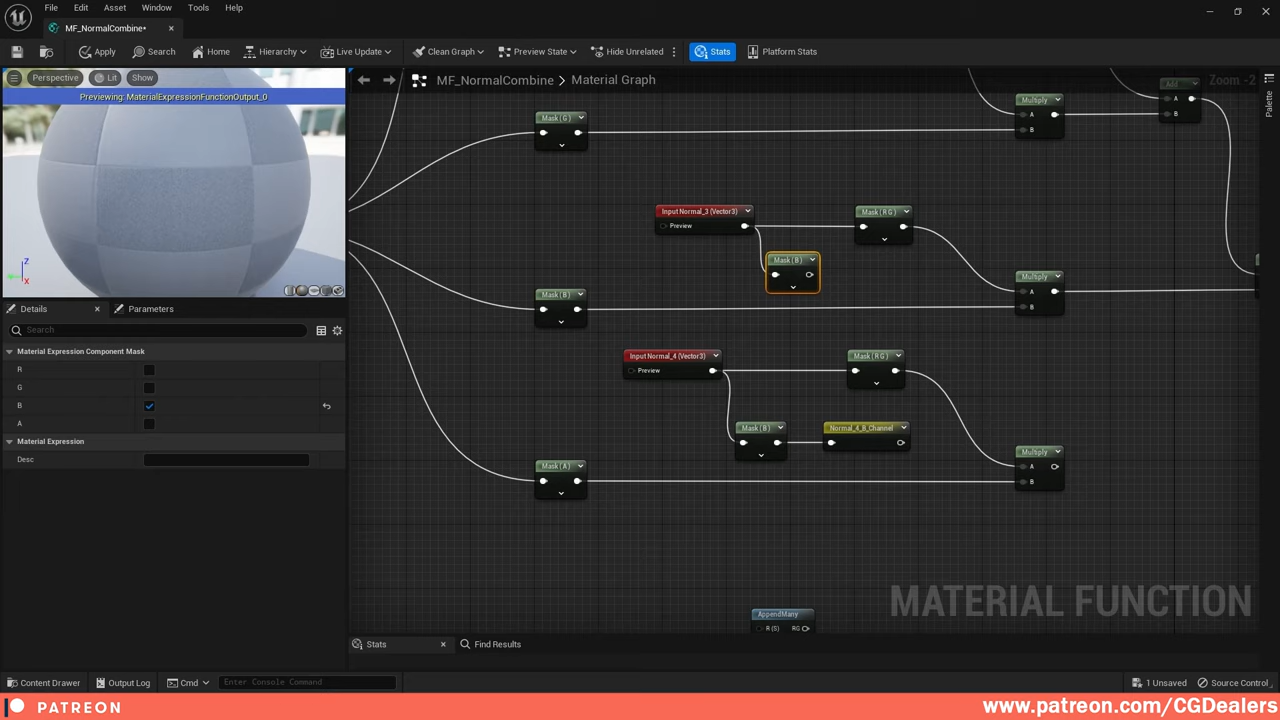 File Edit Asset Window Tools Help
MF_NormalCombine•
Apply Search Home Hierarchy Live Update Clean Graph Preview State Hide Unrelated Stats Platform Stats
Perspective Lit Show
Previewing: MaterialExpressionFunctionOutput_0
MF_NormalCombine > Material Graph Zoom -2
Palette
Add
A
B
Mask (G)
Multiply
A
B
Input Normal_3 (Vector3)
Preview
Mask (R G)
Mask (B)
Mask (B)
Multiply
A
B
Input Normal_4 (Vector3)
Preview
Mask (R G)
Mask (B)
Normal_4_B_Channel
Mask (A)
Multiply
A
B
AppendMany
R (S) RG
MATERIAL FUNCTION
Z
X
Details Parameters
Search
Material Expression Component Mask
R
G
B
A
Material Expression
Desc
Stats Find Results
Content Drawer Output Log Cmd Enter Console Command 1 Unsaved Source Control
PATREON www.patreon.com/CGDealers